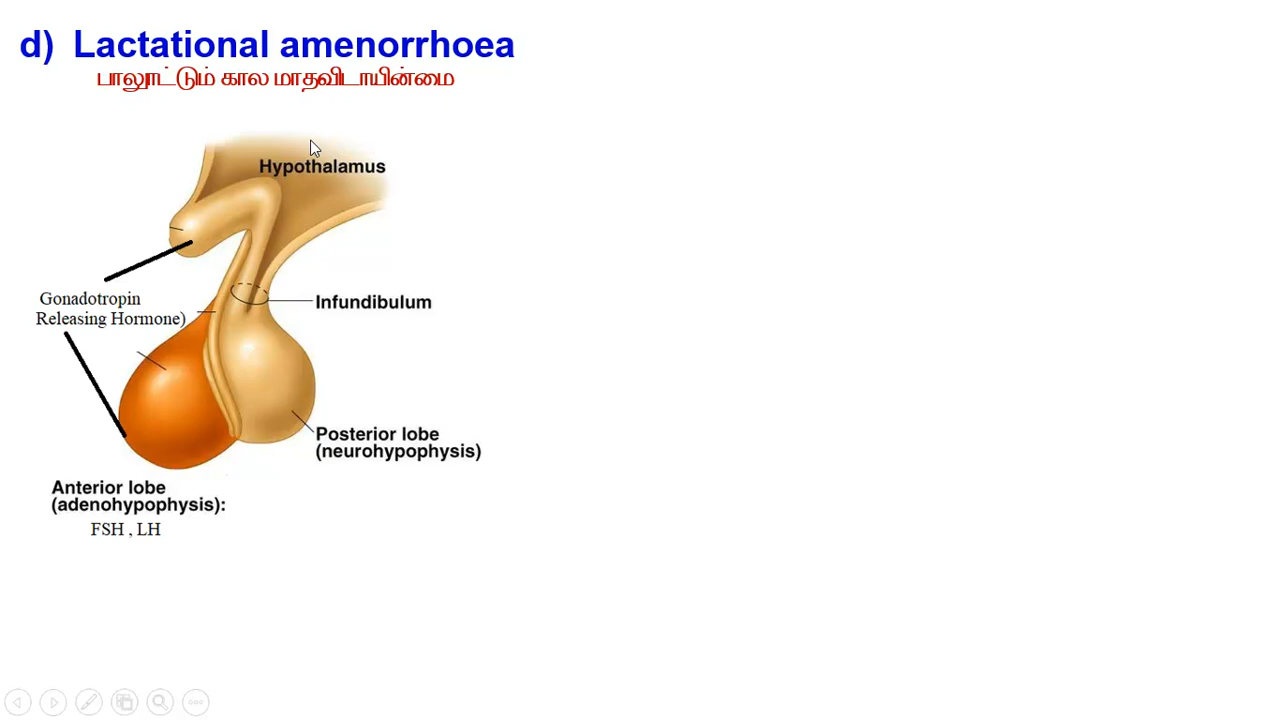 d) Lactational amenorrhoea
பாலூட்டும் கால மாதவிடாயின்மை
Hypothalamus
Gonadotropin
Releasing Hormone)
Infundibulum
Posterior lobe
(neurohypophysis)
Anterior lobe
(adenohypophysis):
FSH , LH